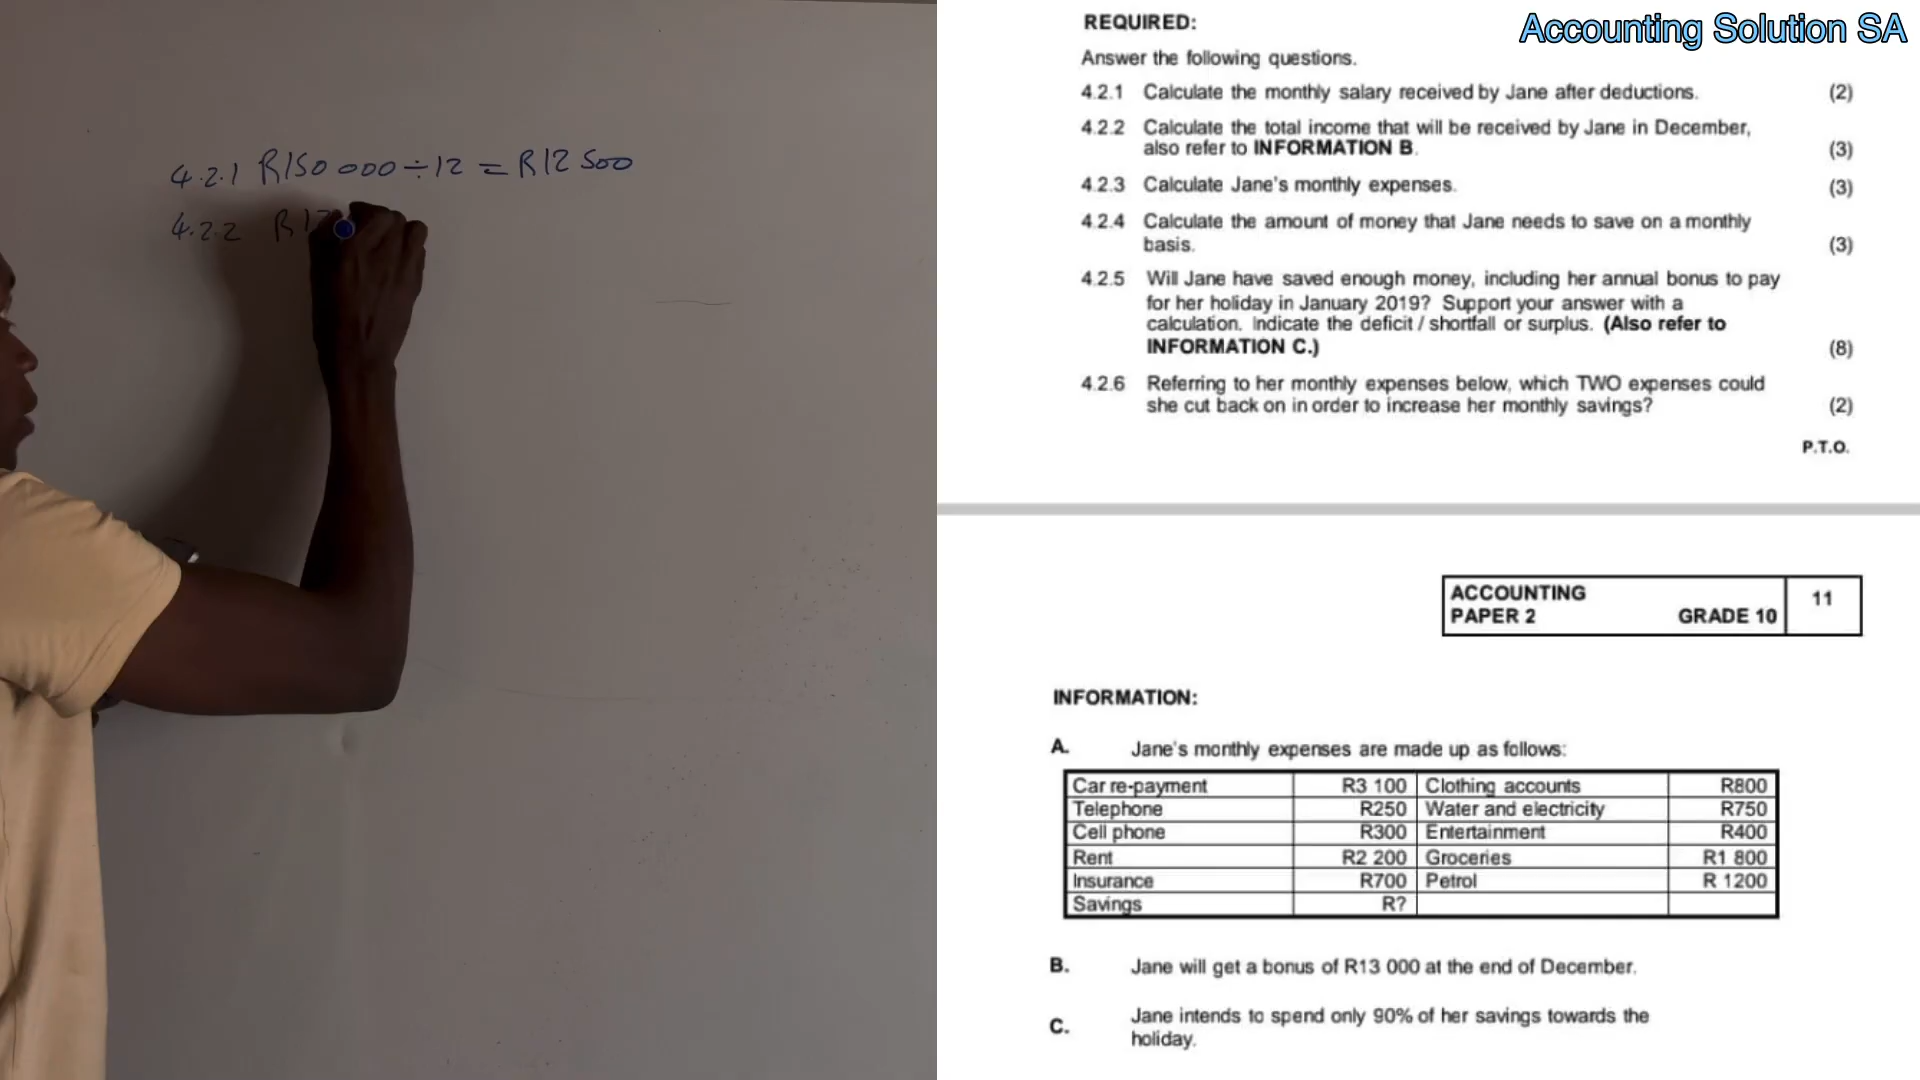 4.2.1 R150 000 ÷ 12 = R12 500
4.2.2 R12
Accounting Solution SA
REQUIRED:
Answer the following questions.
4.2.1 Calculate the monthly salary received by Jane after deductions. (2)
4.2.2 Calculate the total income that will be received by Jane in December,
also refer to INFORMATION B. (3)
4.2.3 Calculate Jane's monthly expenses. (3)
4.2.4 Calculate the amount of money that Jane needs to save on a monthly
basis. (3)
4.2.5 Will Jane have saved enough money, including her annual bonus to pay
for her holiday in January 2019? Support your answer with a
calculation. Indicate the deficit / shortfall or surplus. (Also refer to
INFORMATION C.) (8)
4.2.6 Referring to her monthly expenses below, which TWO expenses could
she cut back on in order to increase her monthly savings? (2)
P.T.O.
ACCOUNTING 11
PAPER 2 GRADE 10
INFORMATION:
A. Jane's monthly expenses are made up as follows:
Car re-payment R3 100 Clothing accounts R800
Telephone R250 Water and electricity R750
Cell phone R300 Entertainment R400
Rent R2 200 Groceries R1 800
Insurance R700 Petrol R 1200
Savings R?
B. Jane will get a bonus of R13 000 at the end of December.
C. Jane intends to spend only 90% of her savings towards the
holiday.